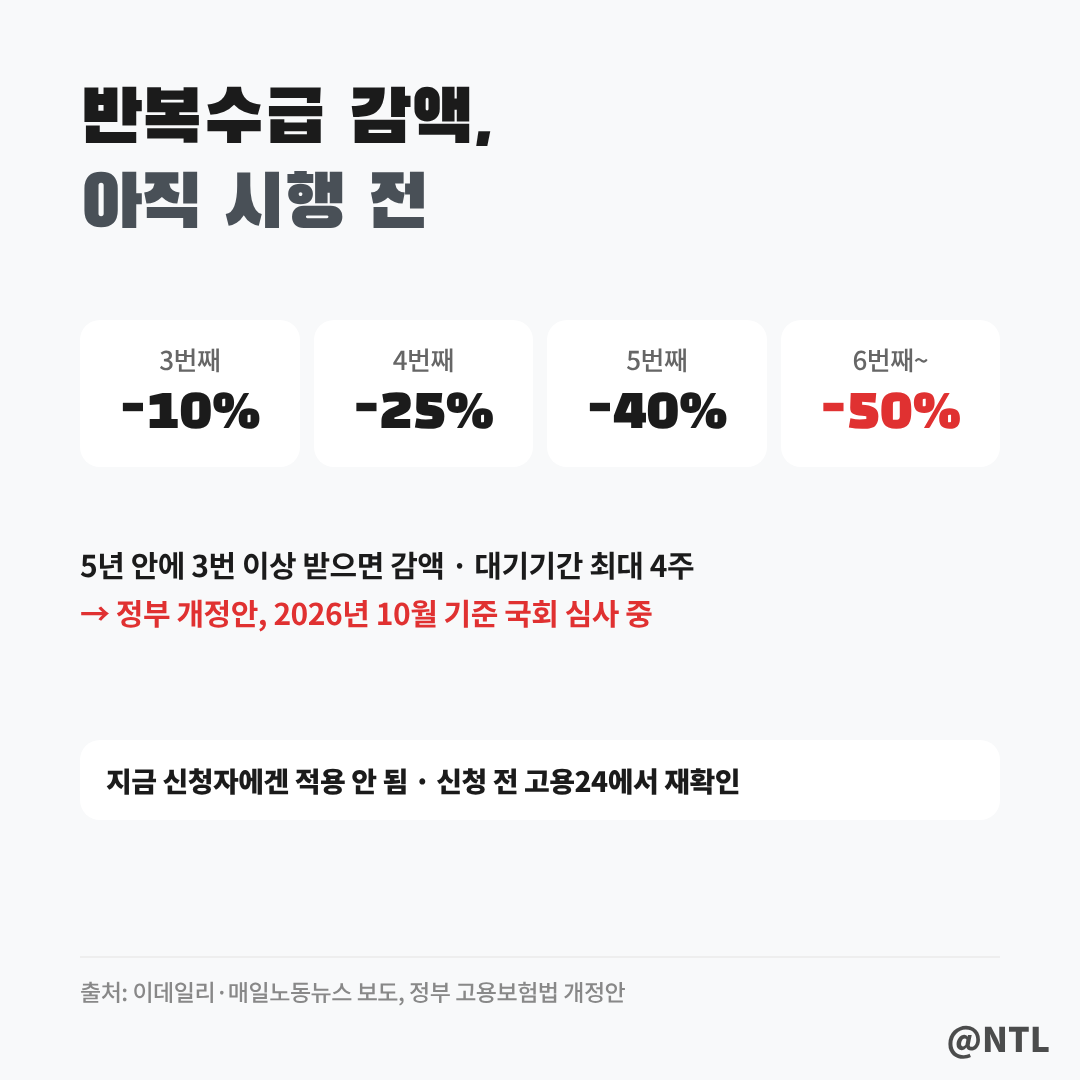 반복수급 감액,
아직 시행 전
3번째
-10%
4번째
-25%
5번째
-40%
6번째~
-50%
5년 안에 3번 이상 받으면 감액 · 대기기간 최대 4주
→ 정부 개정안, 2026년 10월 기준 국회 심사 중
지금 신청자에겐 적용 안 됨 · 신청 전 고용24에서 재확인
출처: 이데일리·매일노동뉴스 보도, 정부 고용보험법 개정안
@NTL